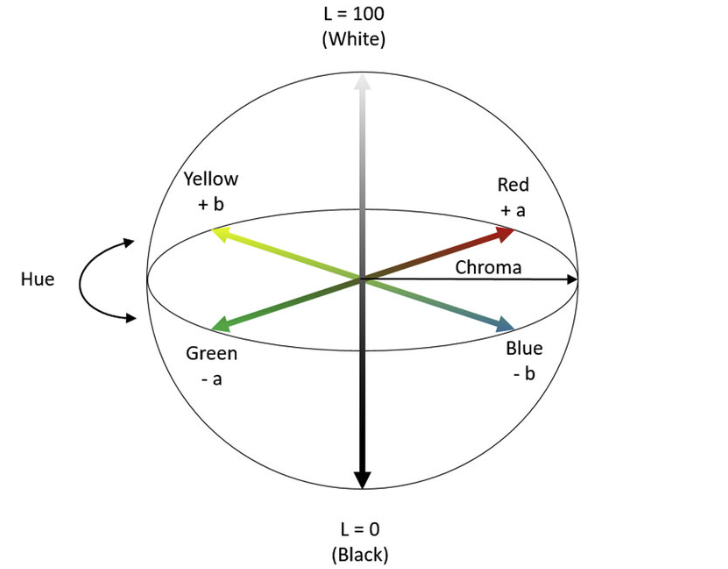 L = 100
(White)
Yellow
+ b
Red
+ a
Hue
Chroma
Green
- a
Blue
- b
L = 0
(Black)